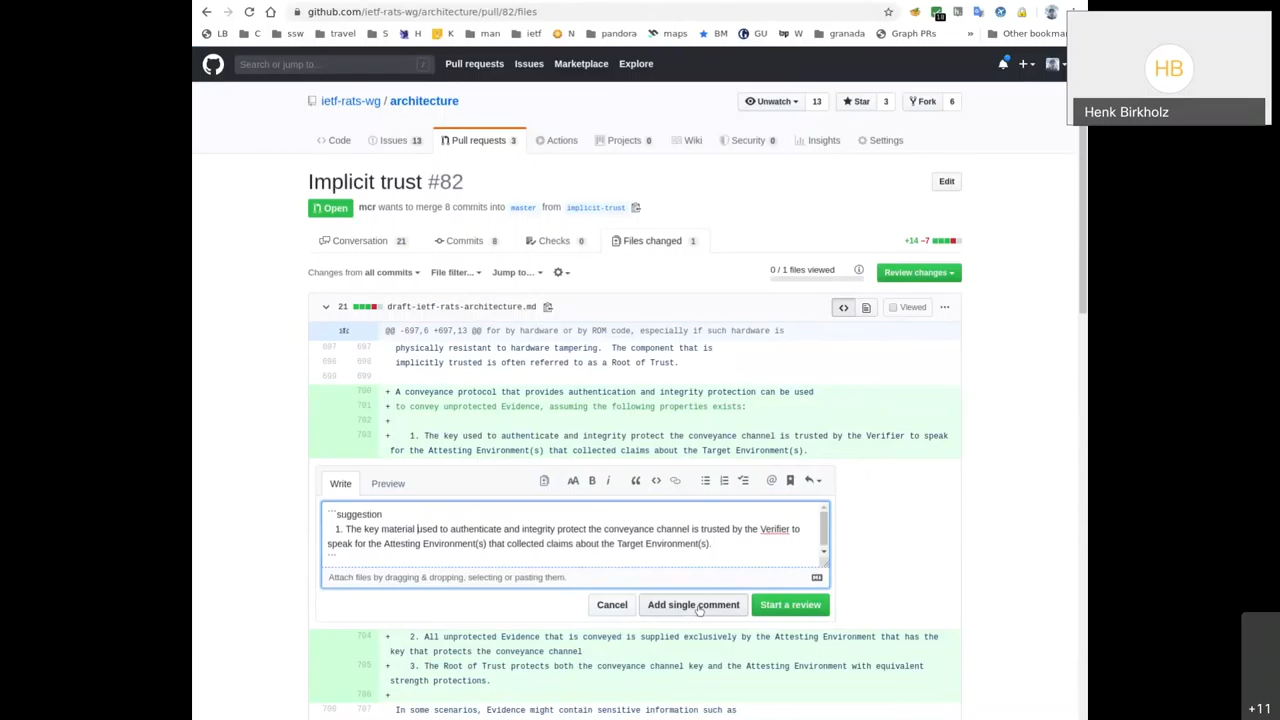 github.com/ietf-rats-wg/architecture/pull/82/files
LB C ssw travel S H K man ietf N pandora maps BM GU W granada Graph PRs » Other bookma
HB
Henk Birkholz
Search or jump to... / Pull requests Issues Marketplace Explore
ietf-rats-wg / architecture
Unwatch 13 Star 3 Fork 6
Code Issues 13 Pull requests 3 Actions Projects 0 Wiki Security 0 Insights Settings
Implicit trust #82
Edit
Open mcr wants to merge 8 commits into master from implicit-trust
Conversation 21 Commits 8 Checks 0 Files changed 1 +14 −7
Changes from all commits File filter... Jump to... 0 / 1 files viewed Review changes
21 draft-ietf-rats-architecture.md Viewed ...
@@ -697,6 +697,13 @@ for by hardware or by ROM code, especially if such hardware is
697 697 physically resistant to hardware tampering. The component that is
698 698 implicitly trusted is often referred to as a Root of Trust.
699 699
700 + A conveyance protocol that provides authentication and integrity protection can be used
701 + to convey unprotected Evidence, assuming the following properties exists:
702 +
703 + 1. The key used to authenticate and integrity protect the conveyance channel is trusted by the Verifier to speak
for the Attesting Environment(s) that collected claims about the Target Environment(s).
Write Preview
```suggestion
1. The key material used to authenticate and integrity protect the conveyance channel is trusted by the Verifier to
speak for the Attesting Environment(s) that collected claims about the Target Environment(s).
```
Attach files by dragging & dropping, selecting or pasting them.
Cancel Add single comment Start a review
704 + 2. All unprotected Evidence that is conveyed is supplied exclusively by the Attesting Environment that has the
key that protects the conveyance channel
705 + 3. The Root of Trust protects both the conveyance channel key and the Attesting Environment with equivalent
strength protections.
706 +
700 707 In some scenarios, Evidence might contain sensitive information such as
+11